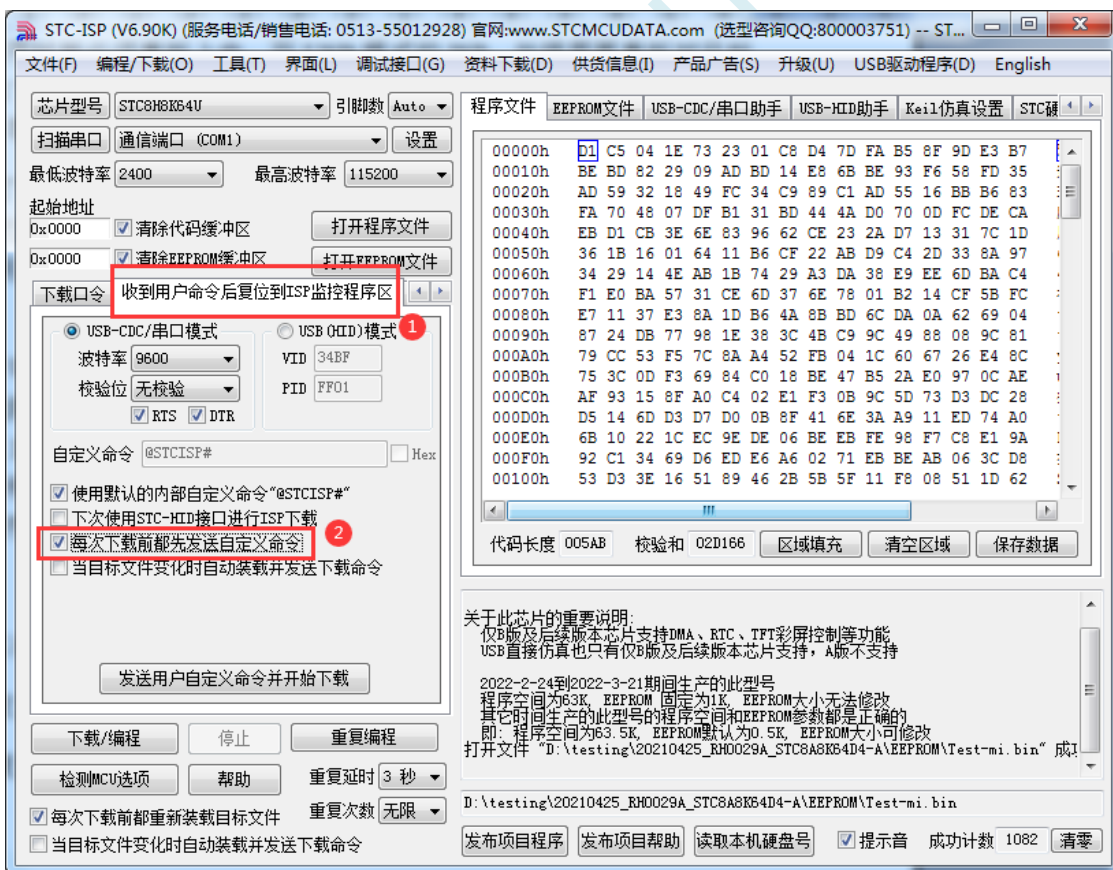 STC-ISP (V6.90K) (服务电话/销售电话: 0513-55012928) 官网:www.STCMCUDATA.com (选型咨询QQ:800003751) -- ST...
文件(F) 编程/下载(O) 工具(T) 界面(L) 调试接口(G) 资料下载(D) 供货信息(I) 产品广告(S) 升级(U) USB驱动程序(D) English
芯片型号 STC8H8K64U 引脚数 Auto
扫描串口 通信端口 (COM1) 设置
最低波特率 2400 最高波特率 115200
起始地址
0x0000 清除代码缓冲区 打开程序文件
0x0000 清除EEPROM缓冲区 打开EEPROM文件
下载口令 收到用户命令后复位到ISP监控程序区
1
USB-CDC/串口模式 USB(HID)模式
波特率 9600 VID 34BF
校验位 无校验 PID FF01
RTS DTR
自定义命令 @STCISP# Hex
使用默认的内部自定义命令"@STCISP#"
下次使用STC-HID接口进行ISP下载
每次下载前都先发送自定义命令 2
当目标文件变化时自动装载并发送下载命令
发送用户自定义命令并开始下载
下载/编程 停止 重复编程
检测MCU选项 帮助 重复延时 3 秒
每次下载前都重新装载目标文件 重复次数 无限
当目标文件变化时自动装载并发送下载命令
程序文件 EEPROM文件 USB-CDC/串口助手 USB-HID助手 Keil仿真设置 STC硬
00000h D1 C5 04 1E 73 23 01 C8 D4 7D FA B5 8F 9D E3 B7
00010h BE BD 82 29 09 AD BD 14 E8 6B BE 93 F6 58 FD 35
00020h AD 59 32 18 49 FC 34 C9 89 C1 AD 55 16 BB B6 83
00030h FA 70 48 07 DF B1 31 BD 44 4A D0 70 0D FC DE CA
00040h EB D1 CB 3E 6E 83 96 62 CE 23 2A D7 13 31 7C 1D
00050h 36 1B 16 01 64 11 B6 CF 22 AB D9 C4 2D 33 8A 97
00060h 34 29 14 4E AB 1B 74 29 A3 DA 38 E9 EE 6D BA C4
00070h F1 E0 BA 57 31 CE 6D 37 6E 78 01 B2 14 CF 5B FC
00080h E7 11 37 E3 8A 1D B6 4A 8B BD 6C DA 0A 62 69 04
00090h 87 24 DB 77 98 1E 38 3C 4B C9 9C 49 88 08 9C 81
000A0h 79 CC 53 F5 7C 8A A4 52 FB 04 1C 60 67 26 E4 8C
000B0h 75 3C 0D F3 69 84 C0 18 BE 47 B5 2A E0 97 0C AE
000C0h AF 93 15 8F A0 C4 02 E1 F3 0B 9C 5D 73 D3 DC 28
000D0h D5 14 6D D3 D7 D0 0B 8F 41 6E 3A A9 11 ED 74 A0
000E0h 6B 10 22 1C EC 9E DE 06 BE EB FE 98 F7 C8 E1 9A
000F0h 92 C1 34 69 D6 ED E6 A6 02 71 EB BE AB 06 3C D8
00100h 53 D3 3E 16 51 89 46 2B 5B 5F 11 F8 08 51 1D 62
代码长度 005AB 校验和 02D166 区域填充 清空区域 保存数据
关于此芯片的重要说明:
仅B版及后续版本芯片支持DMA、RTC、TFT彩屏控制等功能
USB直接仿真也只有仅B版及后续版本芯片支持，A版不支持
2022-2-24到2022-3-21期间生产的此型号
程序空间为63K, EEPROM 固定为1K, EEPROM大小无法修改
其它时间生产的此型号的程序空间和EEPROM参数都是正确的
即: 程序空间为63.5K, EEPROM默认为0.5K, EEPROM大小可修改
打开文件 "D:\testing\20210425_RH0029A_STC8A8K64D4-A\EEPROM\Test-mi.bin" 成功
D:\testing\20210425_RH0029A_STC8A8K64D4-A\EEPROM\Test-mi.bin
发布项目程序 发布项目帮助 读取本机硬盘号 提示音 成功计数 1082 清零